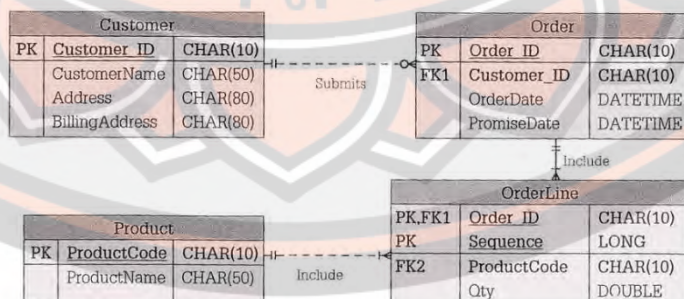 Customer
PK Customer_ID CHAR(10)
CustomerName CHAR(50)
Address CHAR(80)
BillingAddress CHAR(80)
Submits
Order
PK Order_ID CHAR(10)
FK1 Customer_ID CHAR(10)
OrderDate DATETIME
PromiseDate DATETIME
Include
OrderLine
PK,FK1 Order_ID CHAR(10)
PK Sequence LONG
FK2 ProductCode CHAR(10)
Qty DOUBLE
Product
PK ProductCode CHAR(10)
ProductName CHAR(50)
Include